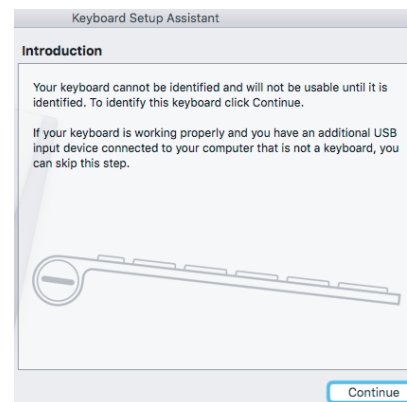 Keyboard Setup Assistant
Introduction
Your keyboard cannot be identified and will not be usable until it is
identified. To identify this keyboard click Continue.
If your keyboard is working properly and you have an additional USB
input device connected to your computer that is not a keyboard, you
can skip this step.
Continue